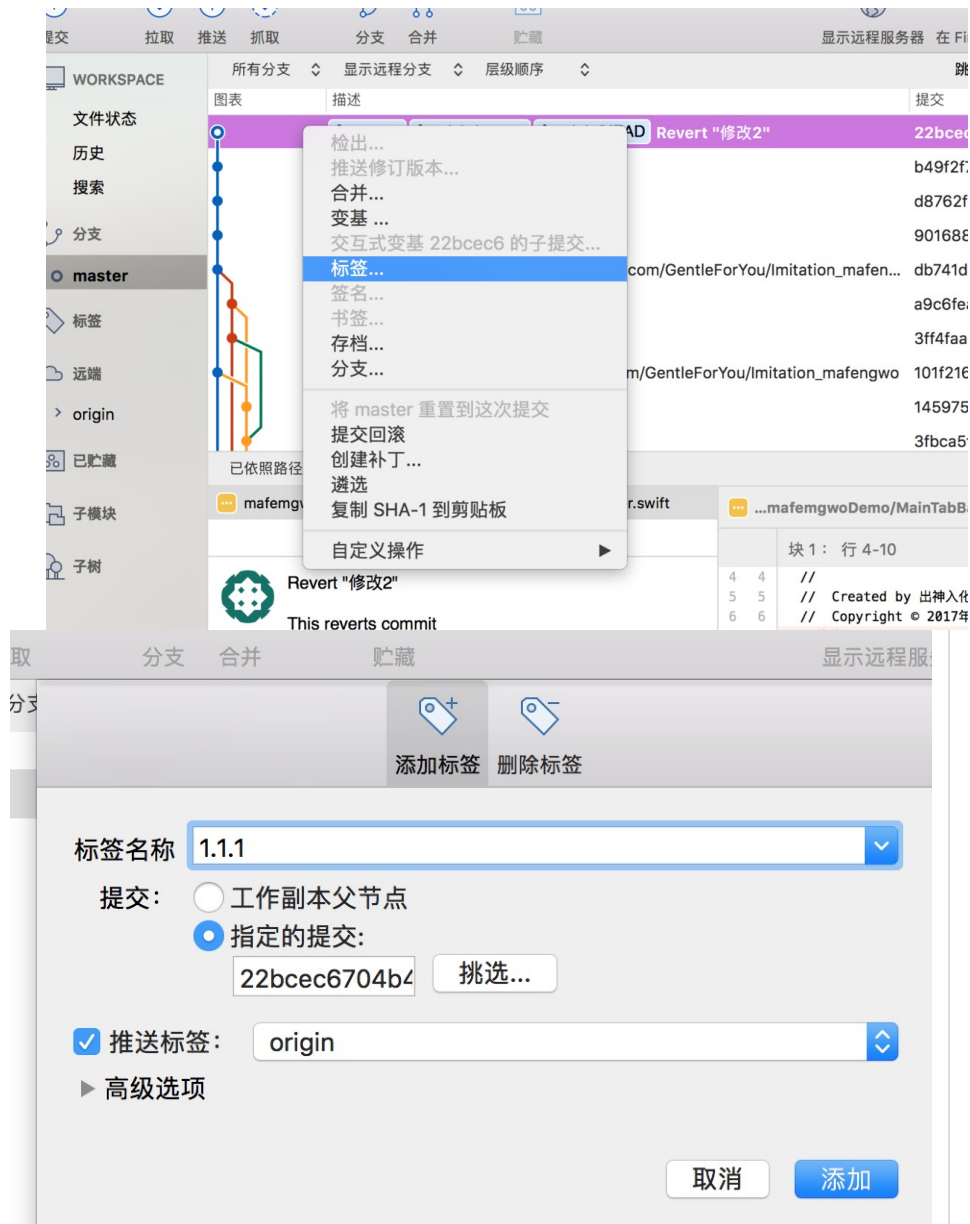 拉取 推送 抓取 分支 合并 贮藏 显示远程服务器 在
WORKSPACE 所有分支 显示远程分支 层级顺序
图表 描述 提交
文件状态
历史
搜索
分支
master
标签
远端
origin
已贮藏
子模块
子树
Revert "修改2" 22bcec
b49f2f7
d8762f
901688
com/GentleForYou/Imitation_mafen... db741d
a9c6fea
3ff4faa
m/GentleForYou/Imitation_mafengwo 101f216
145975
3fbca5
检出...
推送修订版本...
合并...
变基 ...
交互式变基 22bcec6 的子提交...
标签...
签名...
书签...
存档...
分支...
将 master 重置到这次提交
提交回滚
创建补丁...
遴选
复制 SHA-1 到剪贴板
自定义操作
已依照路径
mafemgw r.swift ...mafemgwoDemo/MainTabBa
块 1： 行 4-10
Revert "修改2"
This reverts commit
4 4 //
5 5 // Created by 出神入化
6 6 // Copyright © 2017年
取 分支 合并 贮藏 显示远程服
添加标签 删除标签
标签名称 1.1.1
提交： 工作副本父节点
指定的提交:
22bcec6704b4 挑选...
推送标签： origin
高级选项
取消 添加